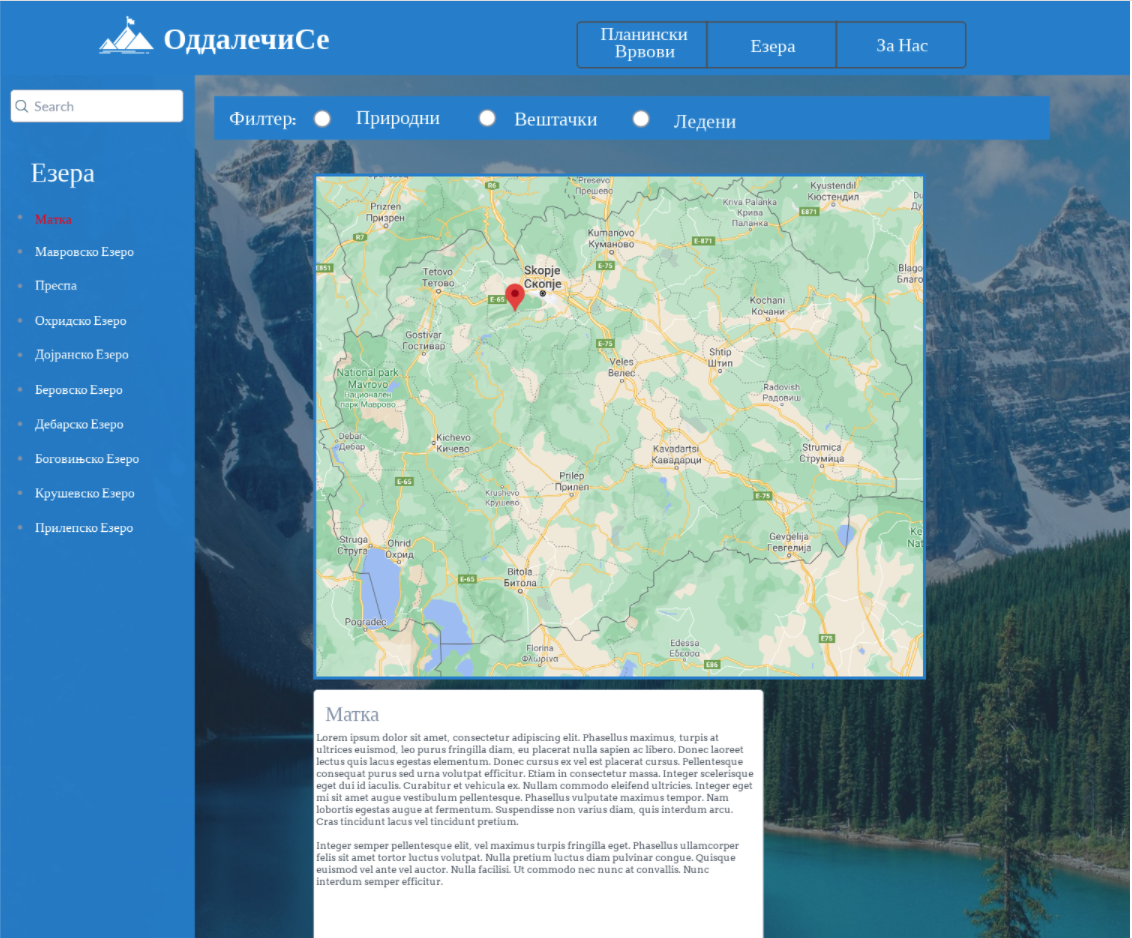 ОддалечиСе
Планински
Врвови
Езера
За Нас
Search
Филтер:
Природни
Вештачки
Ледени
Езера
Матка
Мавровско Езеро
Преспа
Охридско Езеро
Дојранско Езеро
Беровско Езеро
Дебарско Езеро
Боговињско Езеро
Крушевско Езеро
Прилепско Езеро
R6
Presevo
Прешево
Kyustendil
Кюстендил
Prizren
Призрен
Kriva Palanka
Крива
Паланка
E871
R7
Kumanovo
Куманово
E-871
E851
Tetovo
Тетово
Skopje
Скопје
E-75
Blago
Благо
E-65
Kochani
Кочани
Gostivar
Гостивар
E-75
Veles
Велес
Shtip
Штип
National park
Mavrovo
Национален
парк Маврово
Radovish
Радовиш
Debar
Дебар
Kichevo
Кичево
Kavadartsi
Кавадарци
Strumica
Струмица
E-65
Prilep
Прилеп
Krushevo
Крушево
E-75
Struga
Струга
Ohrid
Охрид
Gevgelija
Гевгелија
Ke
Nat
Bitola
Битола
E-65
Pogradec
Florina
Φλώρινα
Edessa
Έδεσσα
E75
E86
Матка
Lorem ipsum dolor sit amet, consectetur adipiscing elit. Phasellus maximus, turpis at
ultrices euismod, leo purus fringilla diam, eu placerat nulla sapien ac libero. Donec laoreet
lectus quis lacus egestas elementum. Donec cursus ex vel est placerat cursus. Pellentesque
consequat purus sed urna volutpat efficitur. Etiam in consectetur massa. Integer scelerisque
eget dui id iaculis. Curabitur et vehicula ex. Nullam commodo eleifend ultricies. Integer eget
mi sit amet augue vestibulum pellentesque. Phasellus vulputate maximus tempor. Nam
lobortis egestas augue at fermentum. Suspendisse non varius diam, quis interdum arcu.
Cras tincidunt lacus vel tincidunt pretium.
Integer semper pellentesque elit, vel maximus turpis fringilla eget. Phasellus ullamcorper
felis sit amet tortor luctus volutpat. Nulla pretium luctus diam pulvinar congue. Quisque
euismod vel ante vel auctor. Nulla facilisi. Ut commodo nec nunc at convallis. Nunc
interdum semper efficitur.